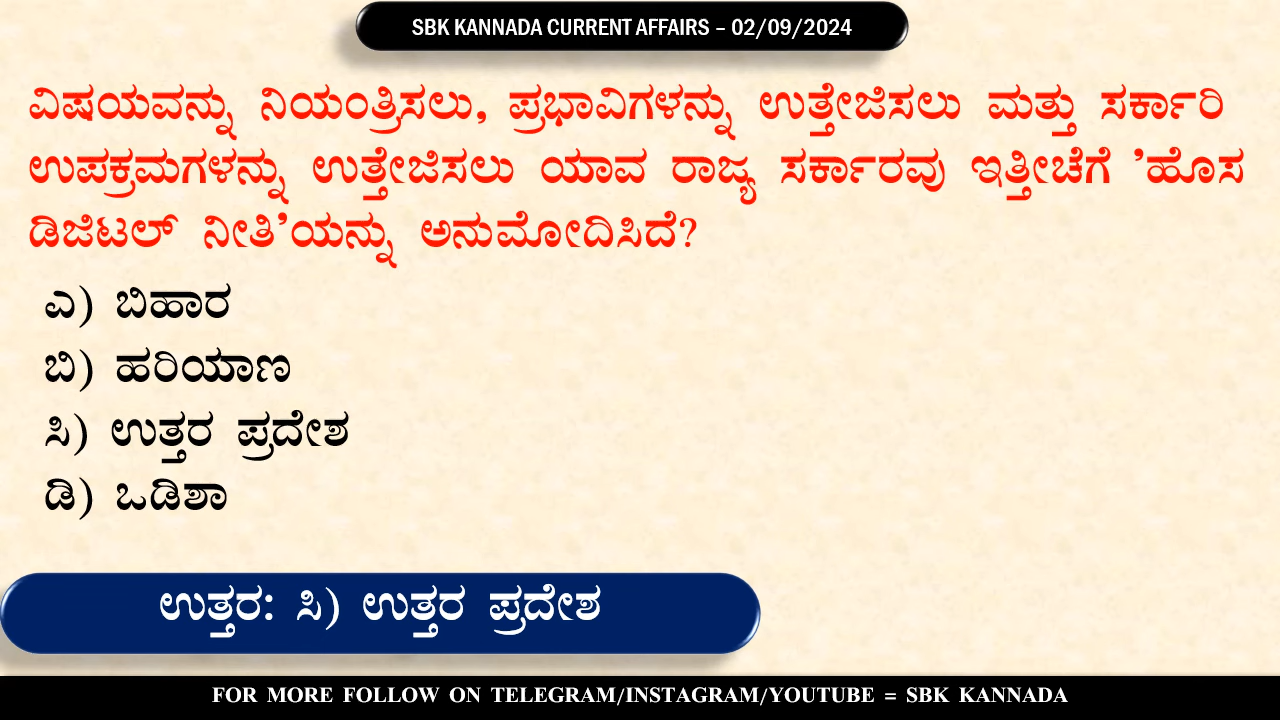 SBK KANNADA CURRENT AFFAIRS – 02/09/2024
ವಿಷಯವನ್ನು ನಿಯಂತ್ರಿಸಲು, ಪ್ರಭಾವಿಗಳನ್ನು ಉತ್ತೇಜಿಸಲು ಮತ್ತು ಸರ್ಕಾರಿ
ಉಪಕ್ರಮಗಳನ್ನು ಉತ್ತೇಜಿಸಲು ಯಾವ ರಾಜ್ಯ ಸರ್ಕಾರವು ಇತ್ತೀಚೆಗೆ ’ಹೊಸ
ಡಿಜಿಟಲ್ ನೀತಿ’ಯನ್ನು ಅನುಮೋದಿಸಿದೆ?
ಎ) ಬಿಹಾರ
ಬಿ) ಹರಿಯಾಣ
ಸಿ) ಉತ್ತರ ಪ್ರದೇಶ
ಡಿ) ಒಡಿಶಾ
ಉತ್ತರ: ಸಿ) ಉತ್ತರ ಪ್ರದೇಶ
FOR MORE FOLLOW ON TELEGRAM/INSTAGRAM/YOUTUBE = SBK KANNADA